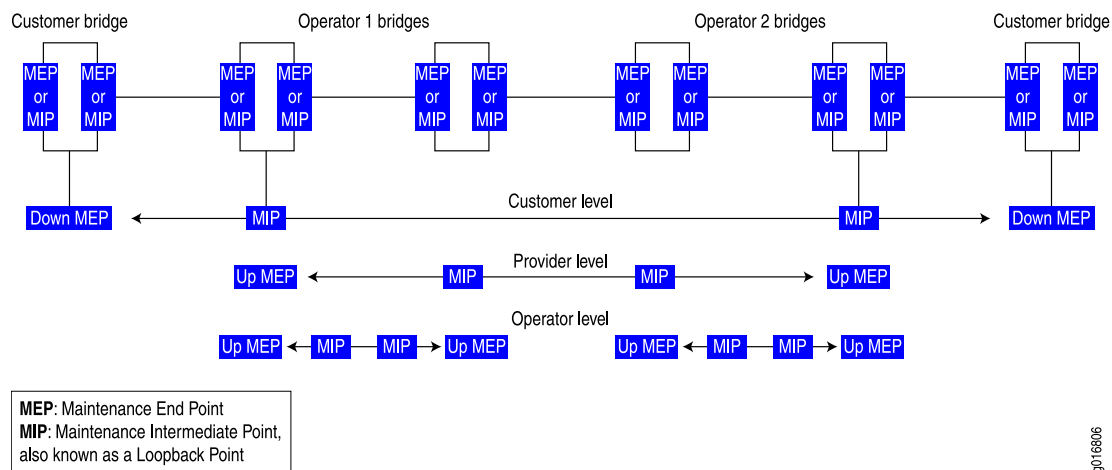 Customer bridge
Operator 1 bridges
Operator 2 bridges
Customer bridge
MEP or MIP
MEP or MIP
MEP or MIP
MEP or MIP
MEP or MIP
MEP or MIP
MEP or MIP
MEP or MIP
MEP or MIP
MEP or MIP
MEP or MIP
MEP or MIP
Customer level
Down MEP
MIP
MIP
Down MEP
Provider level
Up MEP
MIP
MIP
Up MEP
Operator level
Up MEP
MIP
MIP
Up MEP
Up MEP
MIP
MIP
Up MEP
MEP: Maintenance End Point
MIP: Maintenance Intermediate Point,
also known as a Loopback Point
g016806